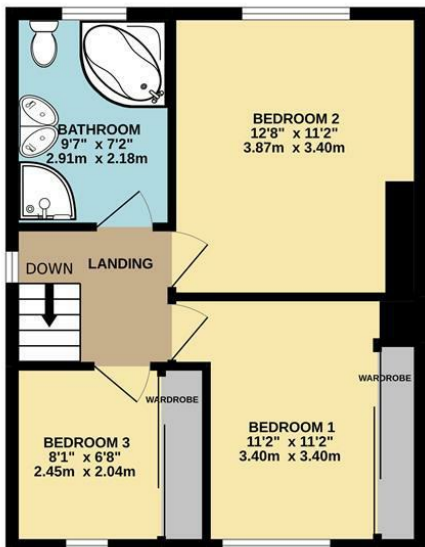 BATHROOM
9'7" x 7'2"
2.91m x 2.18m
BEDROOM 2
12'8" x 11'2"
3.87m x 3.40m
DOWN
LANDING
WARDROBE
WARDROBE
BEDROOM 3
8'1" x 6'8"
2.45m x 2.04m
BEDROOM 1
11'2" x 11'2"
3.40m x 3.40m